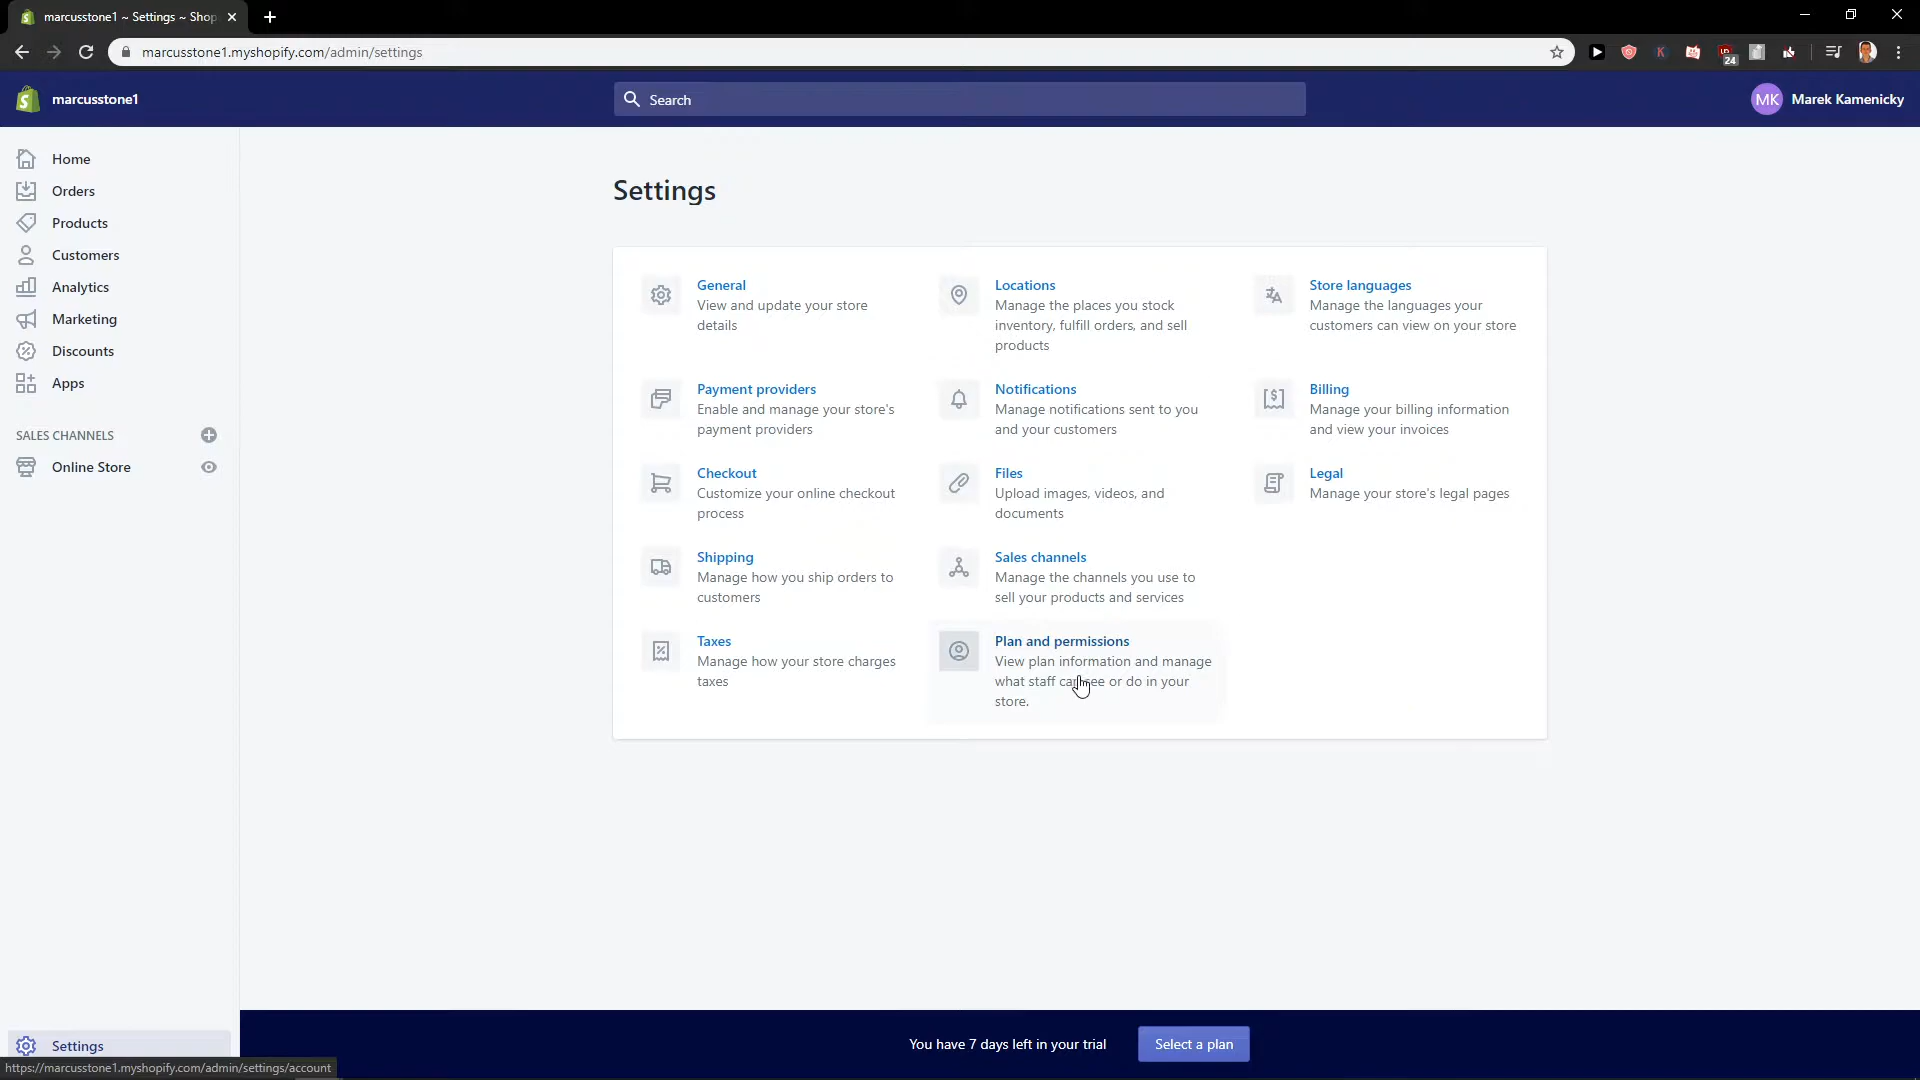 marcusstone1 ~ Settings ~ Shop
marcusstone1.myshopify.com/admin/settings
24
marcusstone1
Search
MK
Marek Kamenicky
Home
Orders
Products
Customers
Analytics
Marketing
Discounts
Apps
SALES CHANNELS
Online Store
Settings
General
View and update your store
details
Locations
Manage the places you stock
inventory, fulfill orders, and sell
products
Store languages
Manage the languages your
customers can view on your store
Payment providers
Enable and manage your store's
payment providers
Notifications
Manage notifications sent to you
and your customers
Billing
Manage your billing information
and view your invoices
Checkout
Customize your online checkout
process
Files
Upload images, videos, and
documents
Legal
Manage your store's legal pages
Shipping
Manage how you ship orders to
customers
Sales channels
Manage the channels you use to
sell your products and services
Taxes
Manage how your store charges
taxes
Plan and permissions
View plan information and manage
what staff can see or do in your
store.
Settings
You have 7 days left in your trial
Select a plan
https://marcusstone1.myshopify.com/admin/settings/account